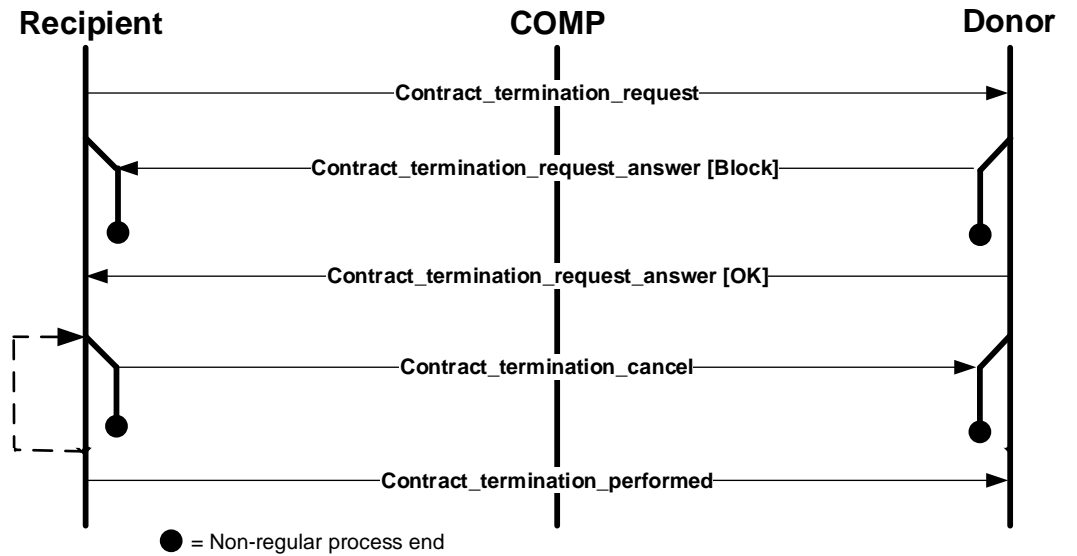 Recipient COMP Donor
Contract_termination_request
Contract_termination_request_answer [Block]
Contract_termination_request_answer [OK]
Contract_termination_cancel
Contract_termination_performed
= Non-regular process end